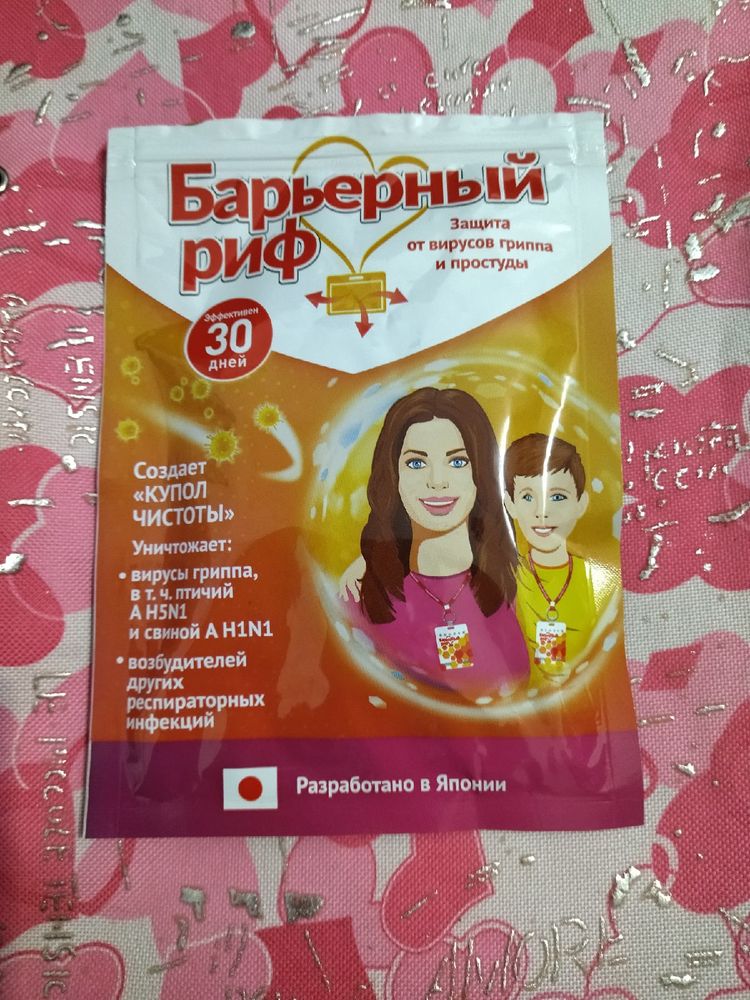 Барьерный
риф
Защита
от вирусов гриппа
и простуды
Эффективен
30
дней
Создает
«КУПОЛ
ЧИСТОТЫ»
Уничтожает:
• вирусы гриппа,
в т. ч. птичий
А H5N1
и свиной А H1N1
• возбудителей
других
респираторных
инфекций
Разработано в Японии
AMORE